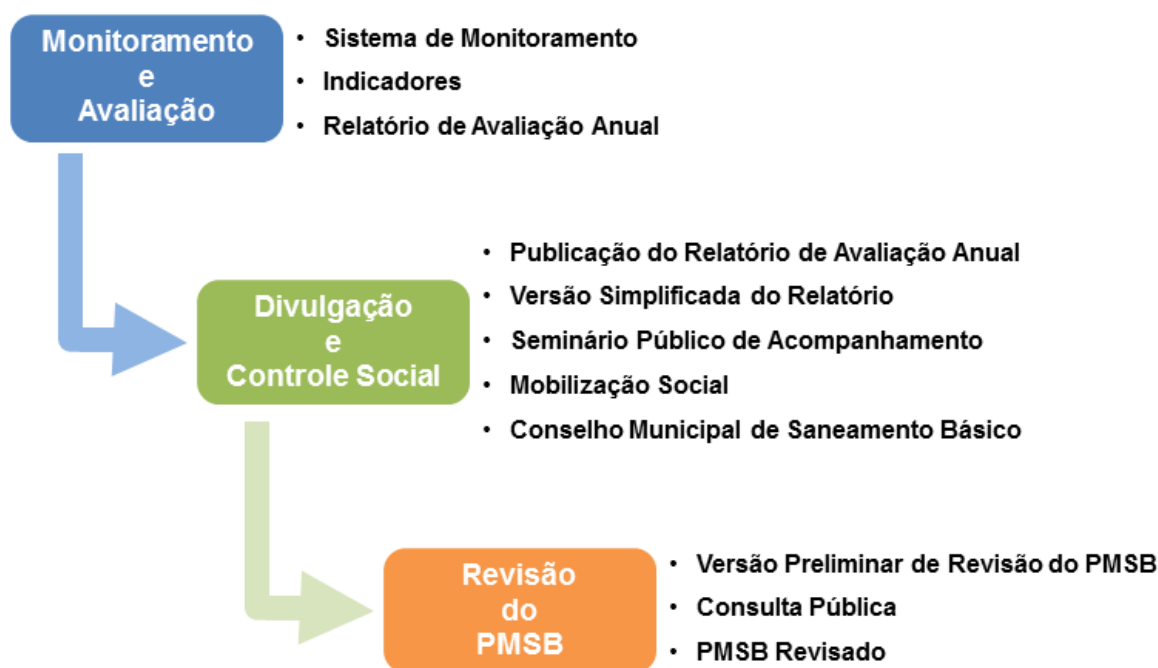 Monitoramento
e
Avaliação
• Sistema de Monitoramento
• Indicadores
• Relatório de Avaliação Anual
Divulgação
e
Controle Social
• Publicação do Relatório de Avaliação Anual
• Versão Simplificada do Relatório
• Seminário Público de Acompanhamento
• Mobilização Social
• Conselho Municipal de Saneamento Básico
Revisão
do
PMSB
• Versão Preliminar de Revisão do PMSB
• Consulta Pública
• PMSB Revisado